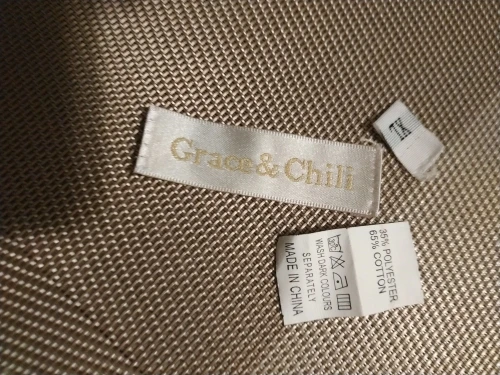 Grace & Chili
L
35% POLYESTER
65% COTTON
WASH DARK COLOURS
SEPARATELY
MADE IN CHINA